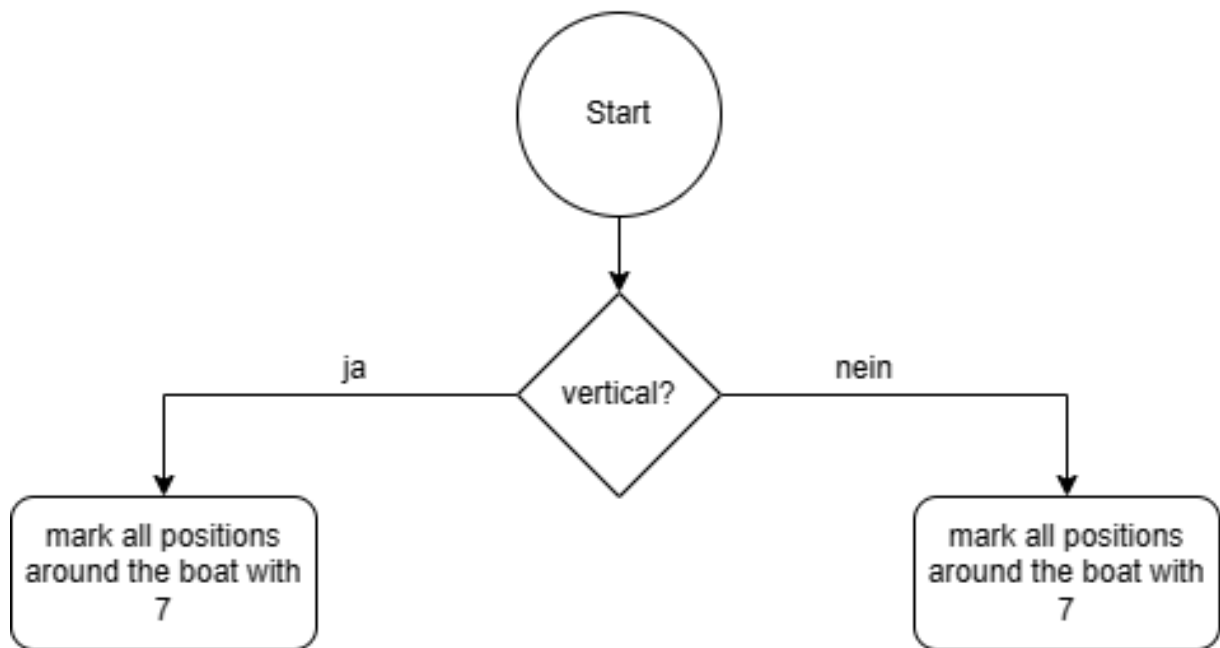 Start
vertical?
ja
nein
mark all positions
around the boat with
7
mark all positions
around the boat with
7